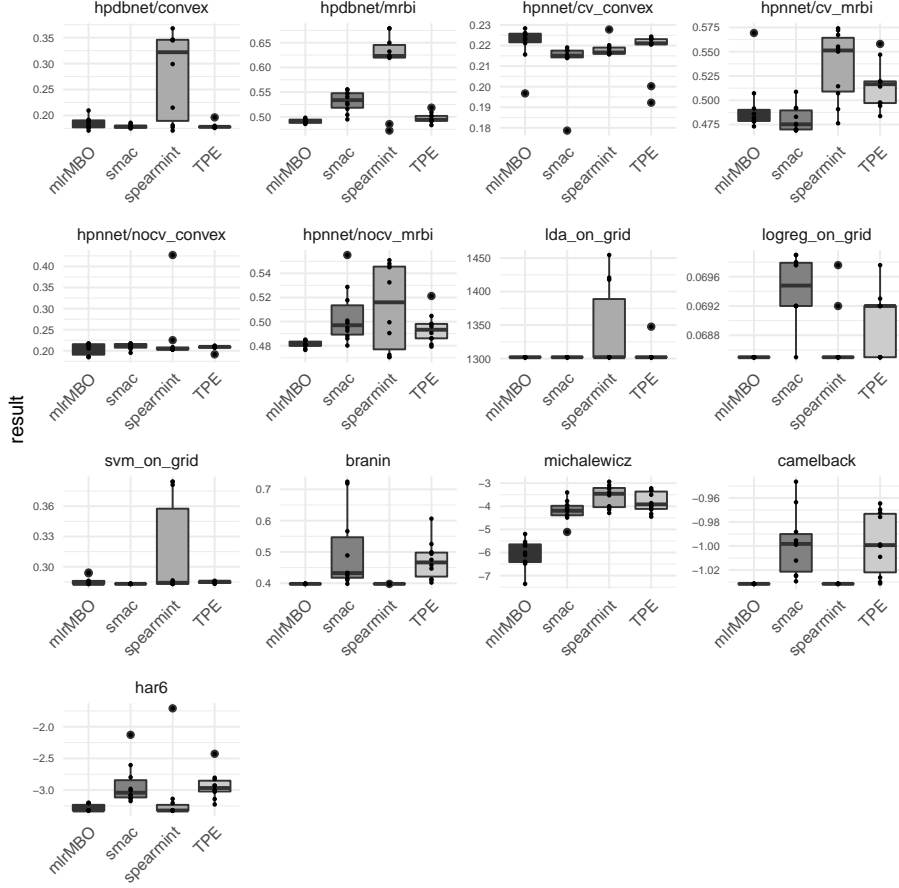 hpdbnet/convex
hpdbnet/mrbi
hpnnet/cv_convex
hpnnet/cv_mrbi
0.35
0.30
0.25
0.20
0.65
0.60
0.55
0.50
0.23
0.22
0.21
0.20
0.19
0.18
0.575
0.550
0.525
0.500
0.475
mlrMBO
smac
spearmint
TPE
mlrMBO
smac
spearmint
TPE
mlrMBO
smac
spearmint
TPE
mlrMBO
smac
spearmint
TPE
hpnnet/nocv_convex
hpnnet/nocv_mrbi
lda_on_grid
logreg_on_grid
0.40
0.35
0.30
0.25
0.20
0.54
0.52
0.50
0.48
1450
1400
1350
1300
0.0696
0.0692
0.0688
mlrMBO
smac
spearmint
TPE
mlrMBO
smac
spearmint
TPE
mlrMBO
smac
spearmint
TPE
mlrMBO
smac
spearmint
TPE
result
svm_on_grid
branin
michalewicz
camelback
0.36
0.33
0.30
0.7
0.6
0.5
0.4
−3
−4
−5
−6
−7
−0.96
−0.98
−1.00
−1.02
mlrMBO
smac
spearmint
TPE
mlrMBO
smac
spearmint
TPE
mlrMBO
smac
spearmint
TPE
mlrMBO
smac
spearmint
TPE
har6
−2.0
−2.5
−3.0
mlrMBO
smac
spearmint
TPE